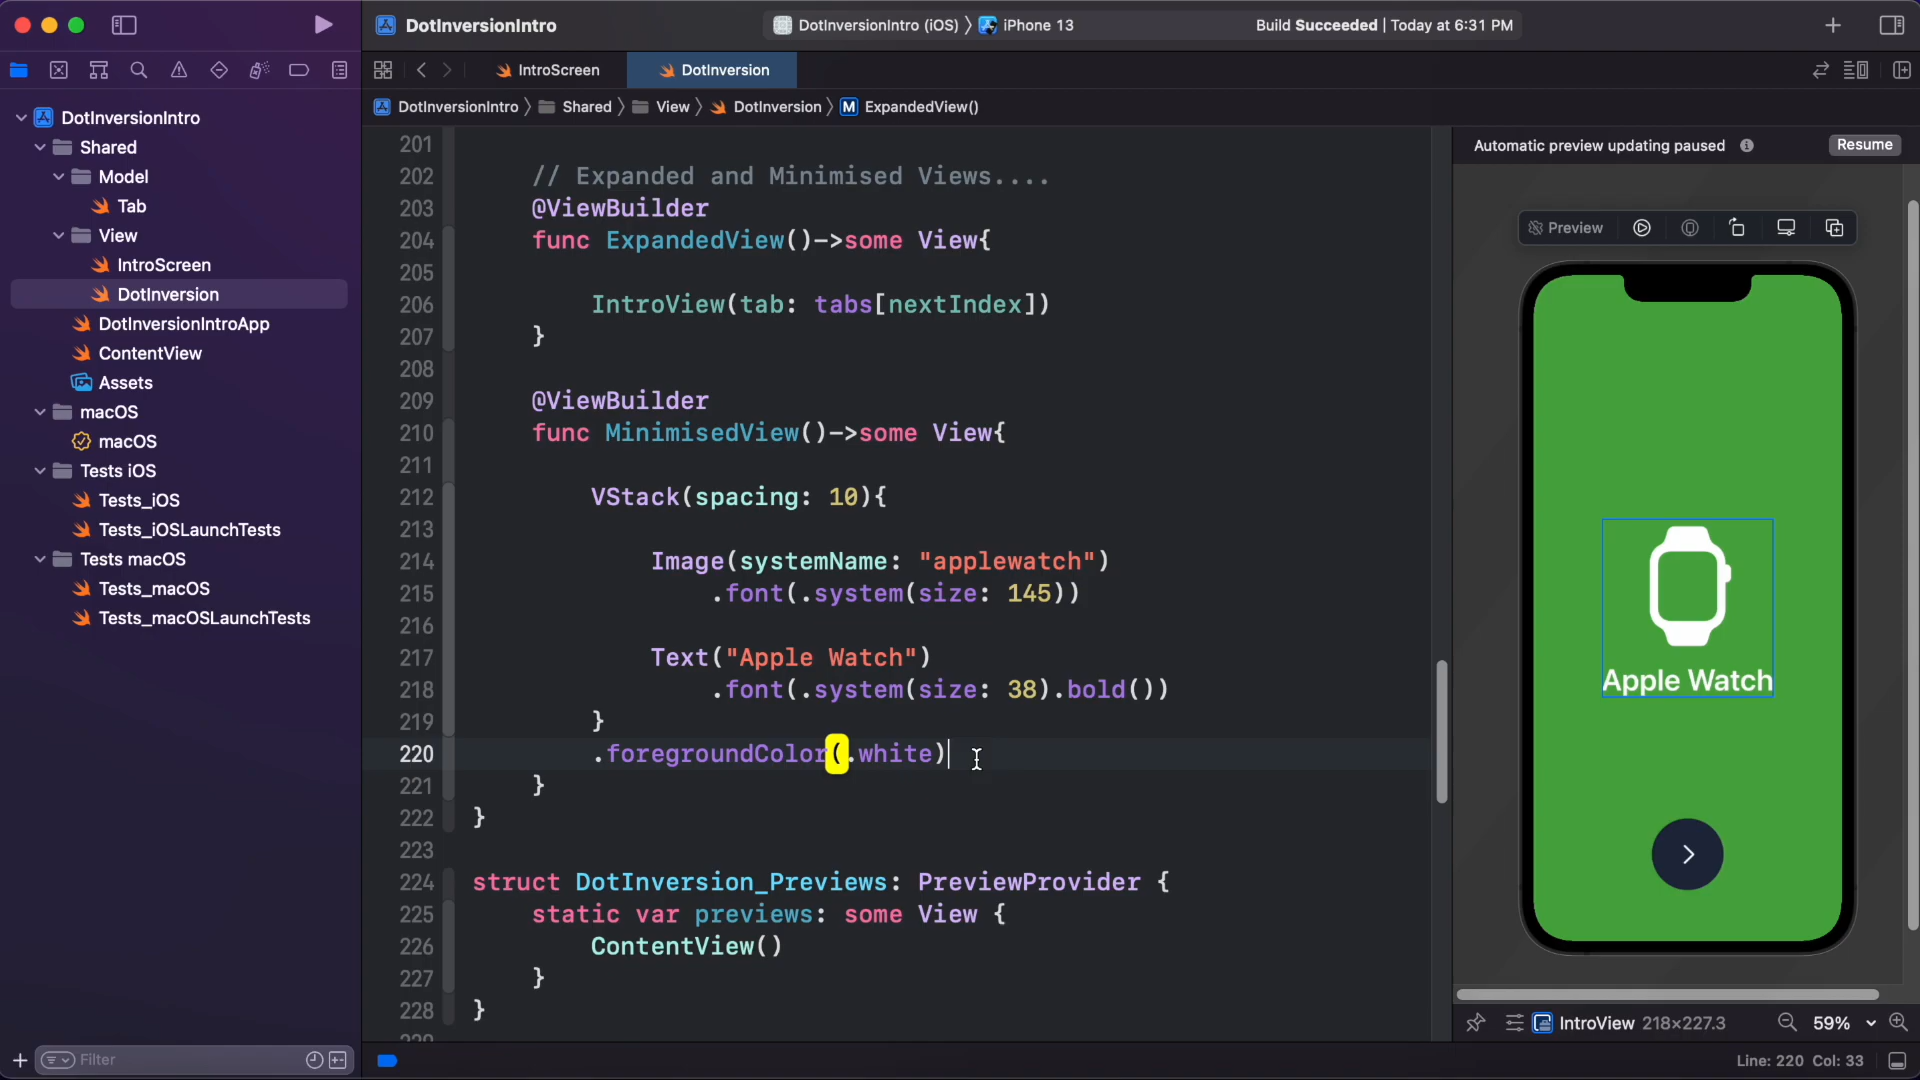 DotInversionIntro
DotInversionIntro (iOS) 〉 iPhone 13
Build Succeeded | Today at 6:31 PM
IntroScreen
DotInversion
DotInversionIntro 〉 Shared 〉 View 〉 DotInversion 〉 M ExpandedView()
DotInversionIntro
Shared
Model
Tab
View
IntroScreen
DotInversion
DotInversionIntroApp
ContentView
Assets
macOS
macOS
Tests iOS
Tests_iOS
Tests_iOSLaunchTests
Tests macOS
Tests_macOS
Tests_macOSLaunchTests
Filter
201
202 // Expanded and Minimised Views....
203 @ViewBuilder
204 func ExpandedView()->some View{
205
206 IntroView(tab: tabs[nextIndex])
207 }
208
209 @ViewBuilder
210 func MinimisedView()->some View{
211
212 VStack(spacing: 10){
213
214 Image(systemName: "applewatch")
215 .font(.system(size: 145))
216
217 Text("Apple Watch")
218 .font(.system(size: 38).bold())
219 }
220 .foregroundColor(.white)
221 }
222 }
223
224 struct DotInversion_Previews: PreviewProvider {
225 static var previews: some View {
226 ContentView()
227 }
228 }
Automatic preview updating paused
Resume
Preview
Apple Watch
IntroView 218×227.3
59%
Line: 220 Col: 33